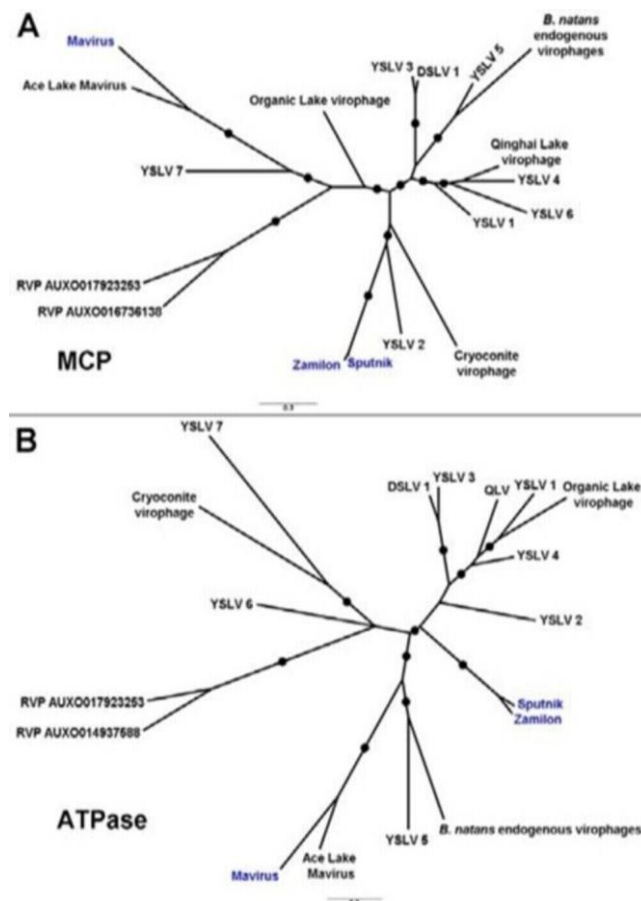 A
Mavirus
Ace Lake Mavirus
Organic Lake virophage
YSLV 3
DSLV 1
YSLV 5
B. natans
endogenous
virophages
YSLV 7
Qinghai Lake
virophage
YSLV 4
YSLV 6
YSLV 1
RVP AUXO017923253
RVP AUXO016736138
Zamilon
Sputnik
YSLV 2
Cryoconite
virophage
MCP
B
YSLV 7
Cryoconite
virophage
YSLV 6
DSLV 1
YSLV 3
QLV
YSLV 1
Organic Lake
virophage
YSLV 4
YSLV 2
RVP AUXO017923253
RVP AUXO014937588
Sputnik
Zamilon
ATPase
Mavirus
Ace Lake
Mavirus
YSLV 5
B. natans endogenous virophages